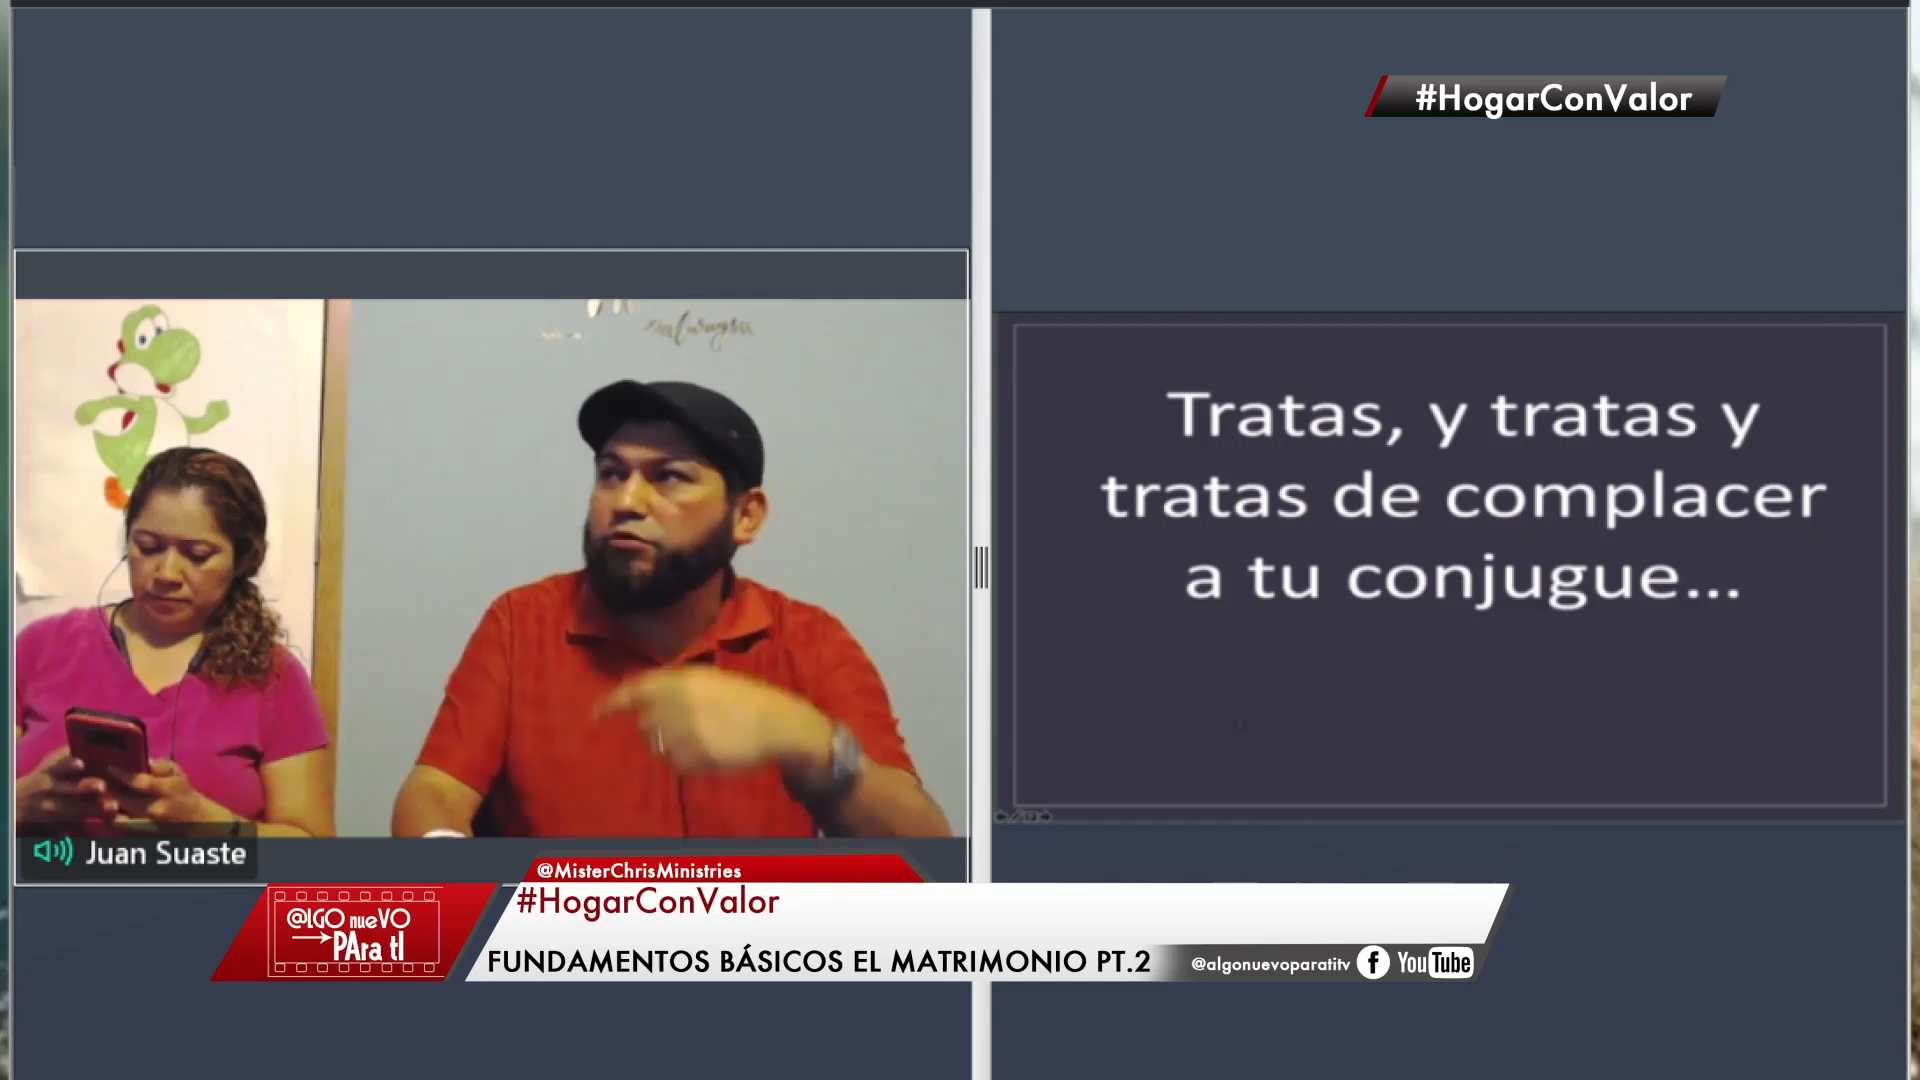 #HogarConValor
Tratas, y tratas y
tratas de complacer
a tu conjugue...
Juan Suaste
@MisterChrisMinistries
#HogarConValor
@LGO nueVO
PAra tI
FUNDAMENTOS BÁSICOS EL MATRIMONIO PT.2
@algonuevoparatitv f YouTube